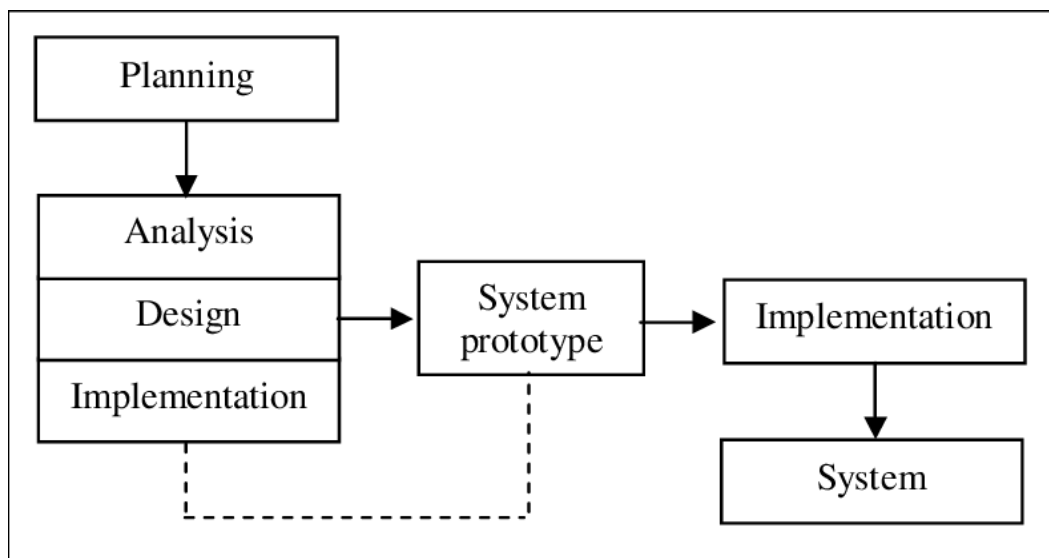 Planning
Analysis
Design
Implementation
System
prototype
Implementation
System